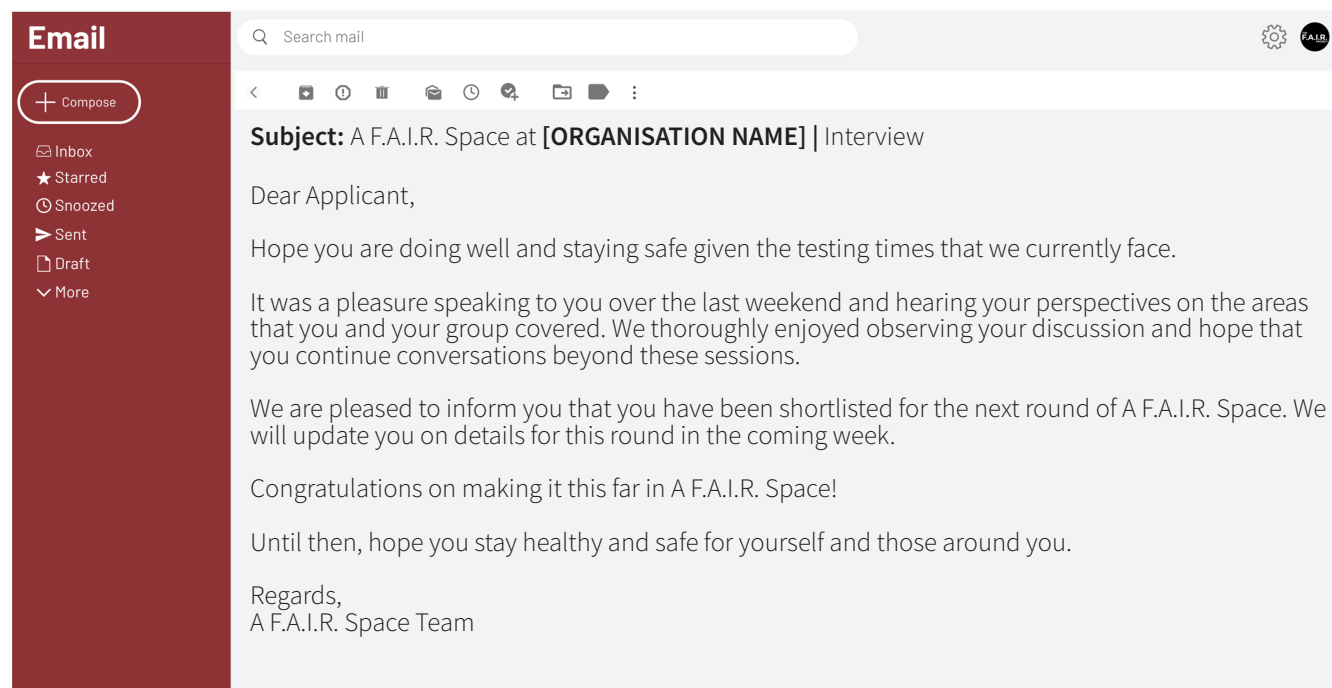 Email
Search mail
F.A.I.R.
Compose
Inbox
Starred
Snoozed
Sent
Draft
More
Subject: A F.A.I.R. Space at [ORGANISATION NAME] | Interview
Dear Applicant,
Hope you are doing well and staying safe given the testing times that we currently face.
It was a pleasure speaking to you over the last weekend and hearing your perspectives on the areas
that you and your group covered. We thoroughly enjoyed observing your discussion and hope that
you continue conversations beyond these sessions.
We are pleased to inform you that you have been shortlisted for the next round of A F.A.I.R. Space. We
will update you on details for this round in the coming week.
Congratulations on making it this far in A F.A.I.R. Space!
Until then, hope you stay healthy and safe for yourself and those around you.
Regards,
A F.A.I.R. Space Team